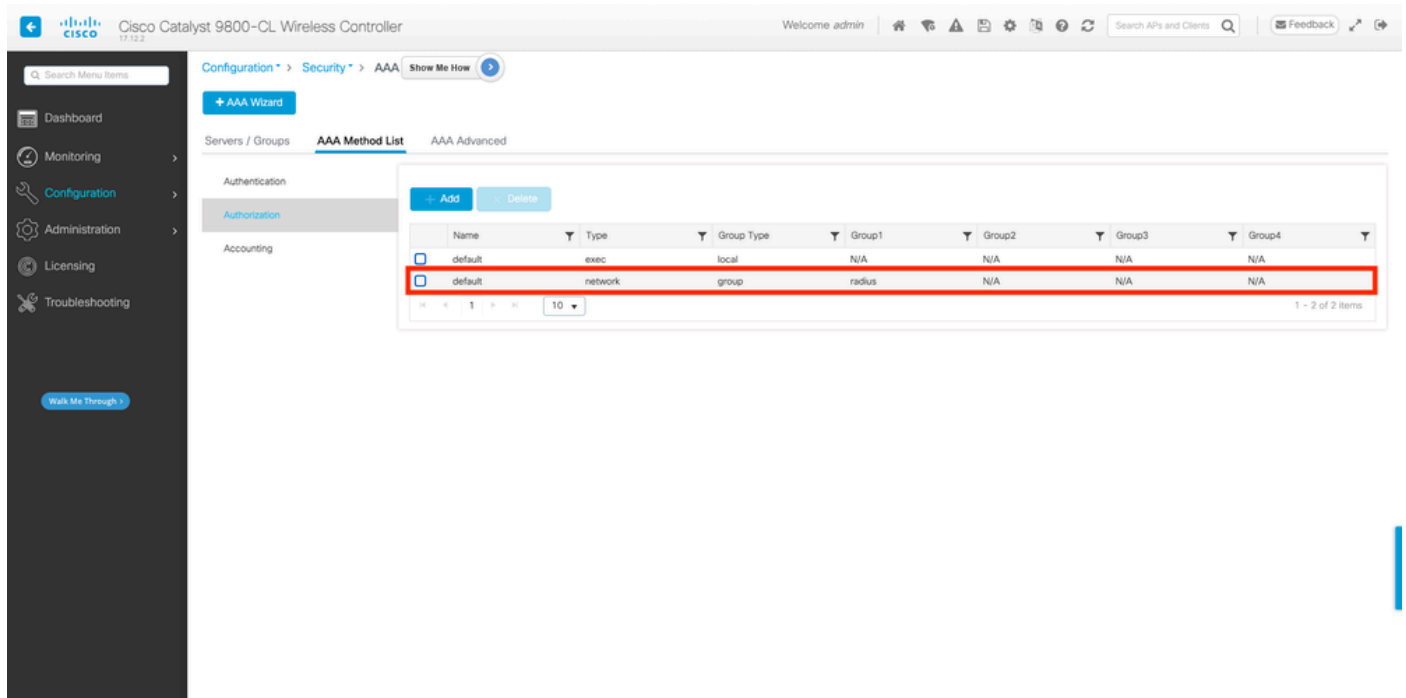 CISCO Cisco Catalyst 9800-CL Wireless Controller Welcome admin Search APs and Clients Feedback
17.12.2
Search Menu Items
Configuration > Security > AAA Show Me How
+ AAA Wizard
Dashboard
Monitoring
Configuration
Administration
Licensing
Troubleshooting
Walk Me Through >
Servers / Groups AAA Method List AAA Advanced
Authentication
Authorization
Accounting
+ Add × Delete
Name Type Group Type Group1 Group2 Group3 Group4
default exec local N/A N/A N/A N/A
default network group radius N/A N/A N/A
1 10 1 - 2 of 2 items